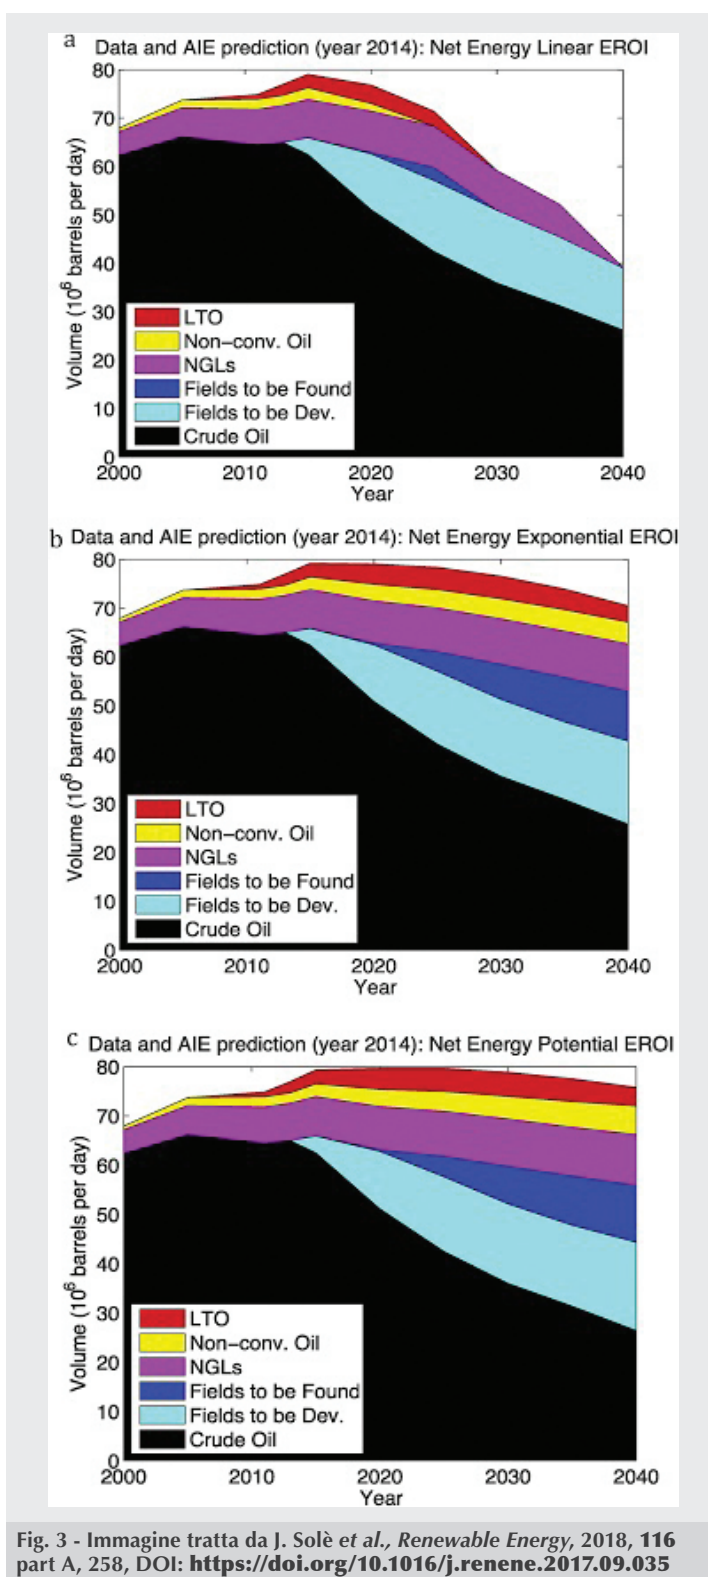 a
Data and AIE prediction (year 2014): Net Energy Linear EROI
80
70
60
50
40
30
20
10
0
Volume (10⁶ barrels per day)
LTO
Non-conv. Oil
NGLs
Fields to be Found
Fields to be Dev.
Crude Oil
2000 2010 2020 2030 2040
Year
b
Data and AIE prediction (year 2014): Net Energy Exponential EROI
80
70
60
50
40
30
20
10
0
Volume (10⁶ barrels per day)
LTO
Non-conv. Oil
NGLs
Fields to be Found
Fields to be Dev.
Crude Oil
2000 2010 2020 2030 2040
Year
c
Data and AIE prediction (year 2014): Net Energy Potential EROI
80
70
60
50
40
30
20
10
0
Volume (10⁶ barrels per day)
LTO
Non-conv. Oil
NGLs
Fields to be Found
Fields to be Dev.
Crude Oil
2000 2010 2020 2030 2040
Year
Fig. 3 - Immagine tratta da J. Solè et al., Renewable Energy, 2018, 116
part A, 258, DOI: https://doi.org/10.1016/j.renene.2017.09.035